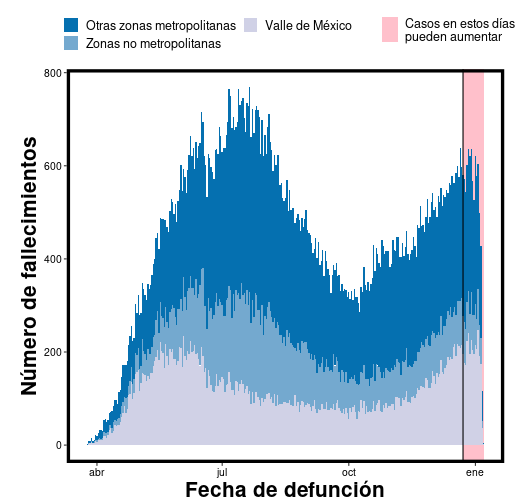 Otras zonas metropolitanas
Valle de México
Casos en estos días
pueden aumentar
Zonas no metropolitanas
800
600
400
200
0
Número de fallecimientos
abr
jul
oct
ene
Fecha de defunción